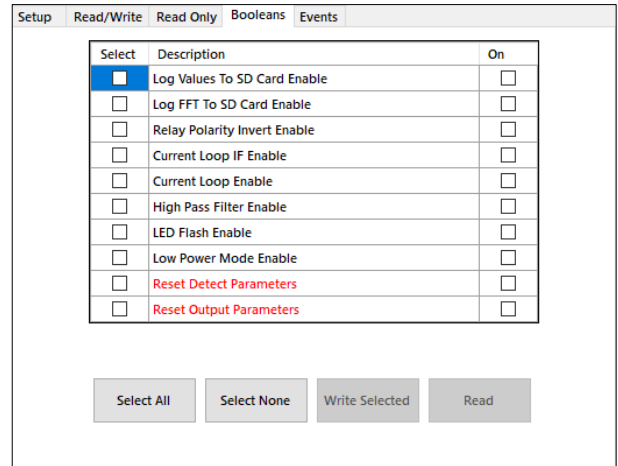 Setup Read/Write Read Only Booleans Events
Select Description On
Log Values To SD Card Enable
Log FFT To SD Card Enable
Relay Polarity Invert Enable
Current Loop IF Enable
Current Loop Enable
High Pass Filter Enable
LED Flash Enable
Low Power Mode Enable
Reset Detect Parameters
Reset Output Parameters
Select All Select None Write Selected Read